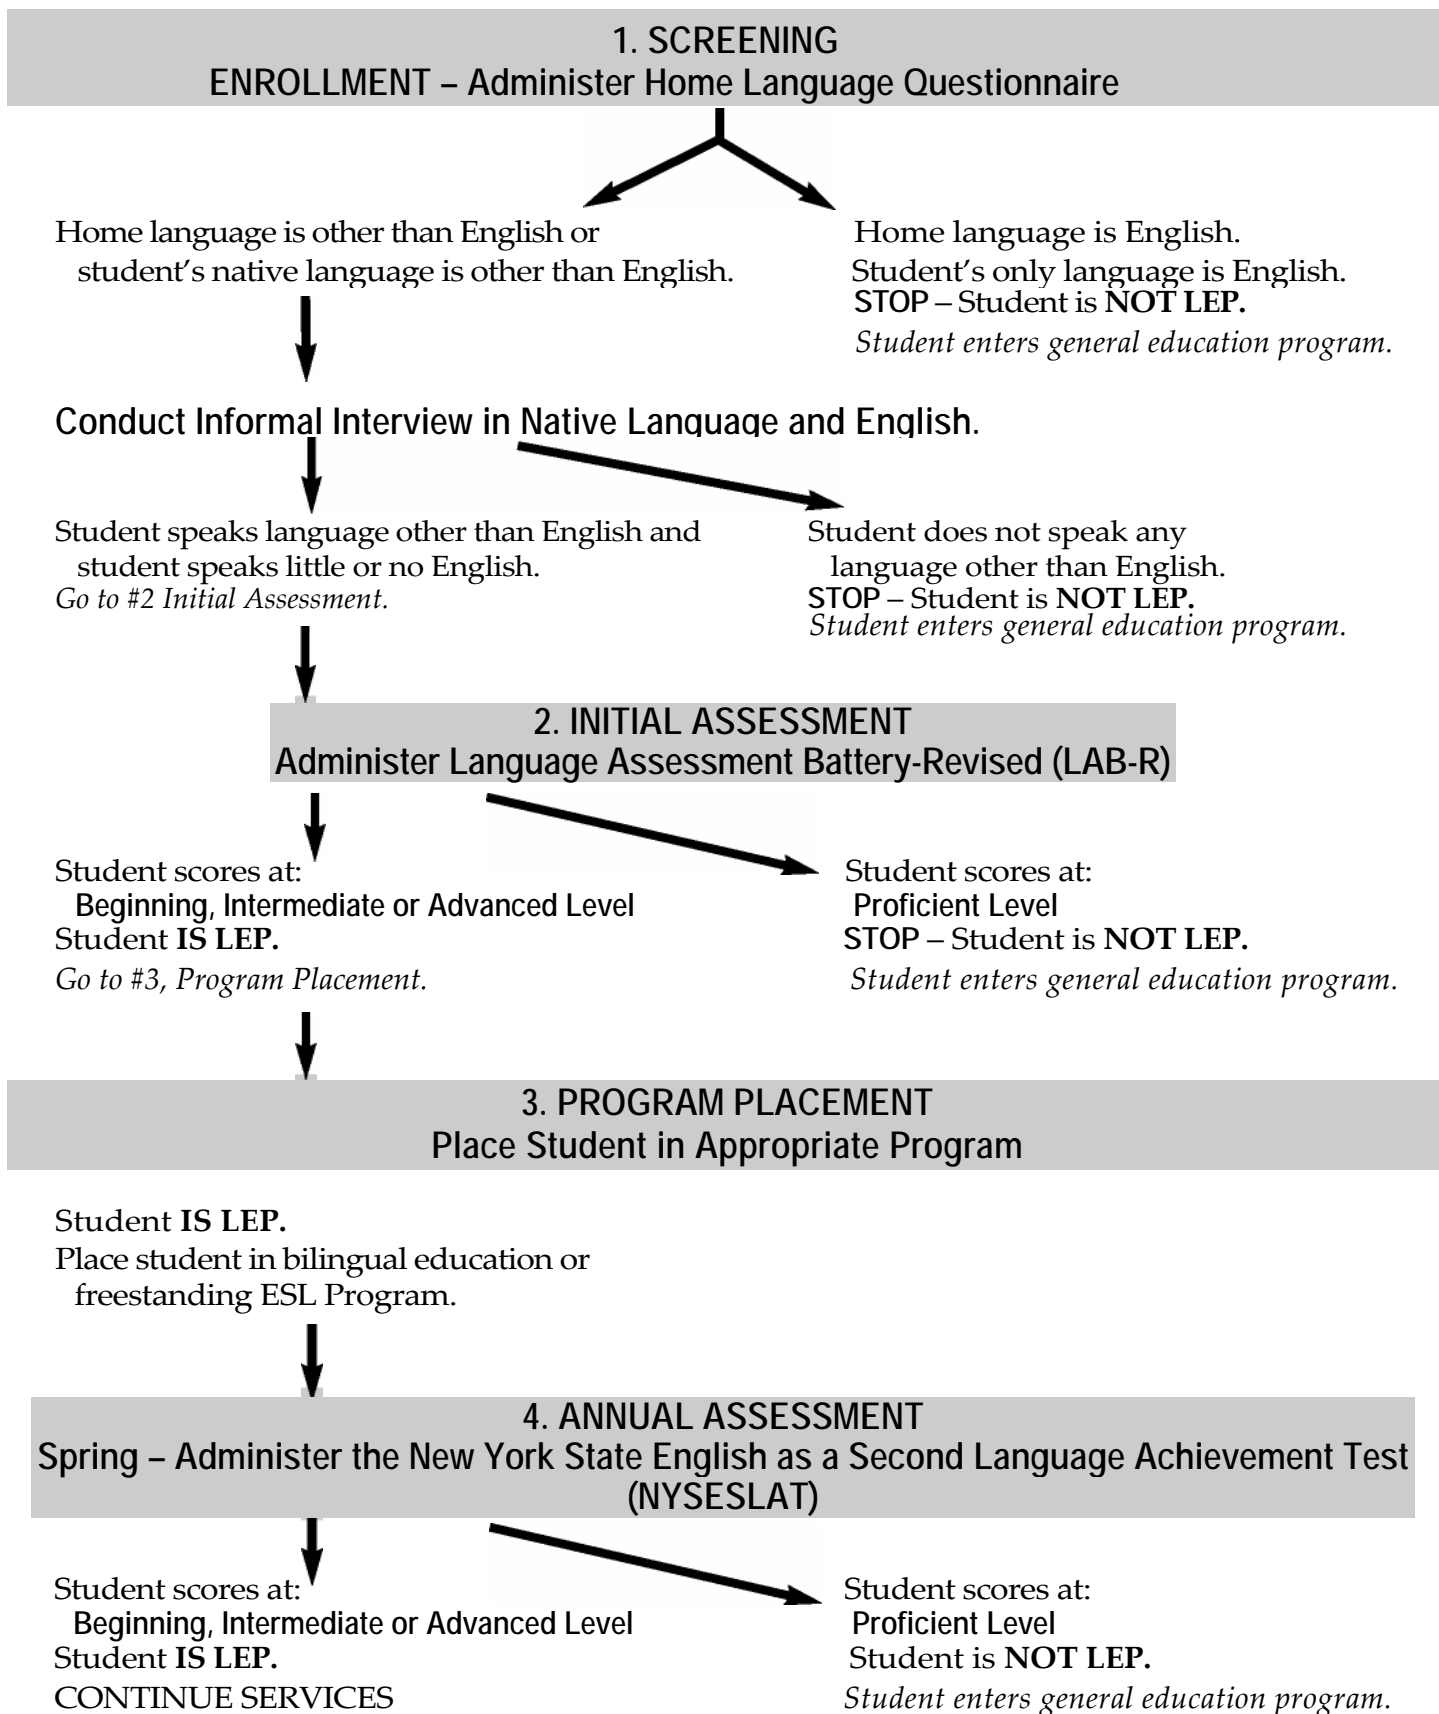 1. SCREENING
ENROLLMENT – Administer Home Language Questionnaire
Home language is other than English or
student's native language is other than English.
Home language is English.
Student's only language is English.
STOP – Student is NOT LEP.
Student enters general education program.
Conduct Informal Interview in Native Language and English.
Student speaks language other than English and
student speaks little or no English.
Go to #2 Initial Assessment.
Student does not speak any
language other than English.
STOP – Student is NOT LEP.
Student enters general education program.
2. INITIAL ASSESSMENT
Administer Language Assessment Battery-Revised (LAB-R)
Student scores at:
Beginning, Intermediate or Advanced Level
Student IS LEP.
Go to #3, Program Placement.
Student scores at:
Proficient Level
STOP – Student is NOT LEP.
Student enters general education program.
3. PROGRAM PLACEMENT
Place Student in Appropriate Program
Student IS LEP.
Place student in bilingual education or
freestanding ESL Program.
4. ANNUAL ASSESSMENT
Spring – Administer the New York State English as a Second Language Achievement Test
(NYSESLAT)
Student scores at:
Beginning, Intermediate or Advanced Level
Student IS LEP.
CONTINUE SERVICES
Student scores at:
Proficient Level
Student is NOT LEP.
Student enters general education program.